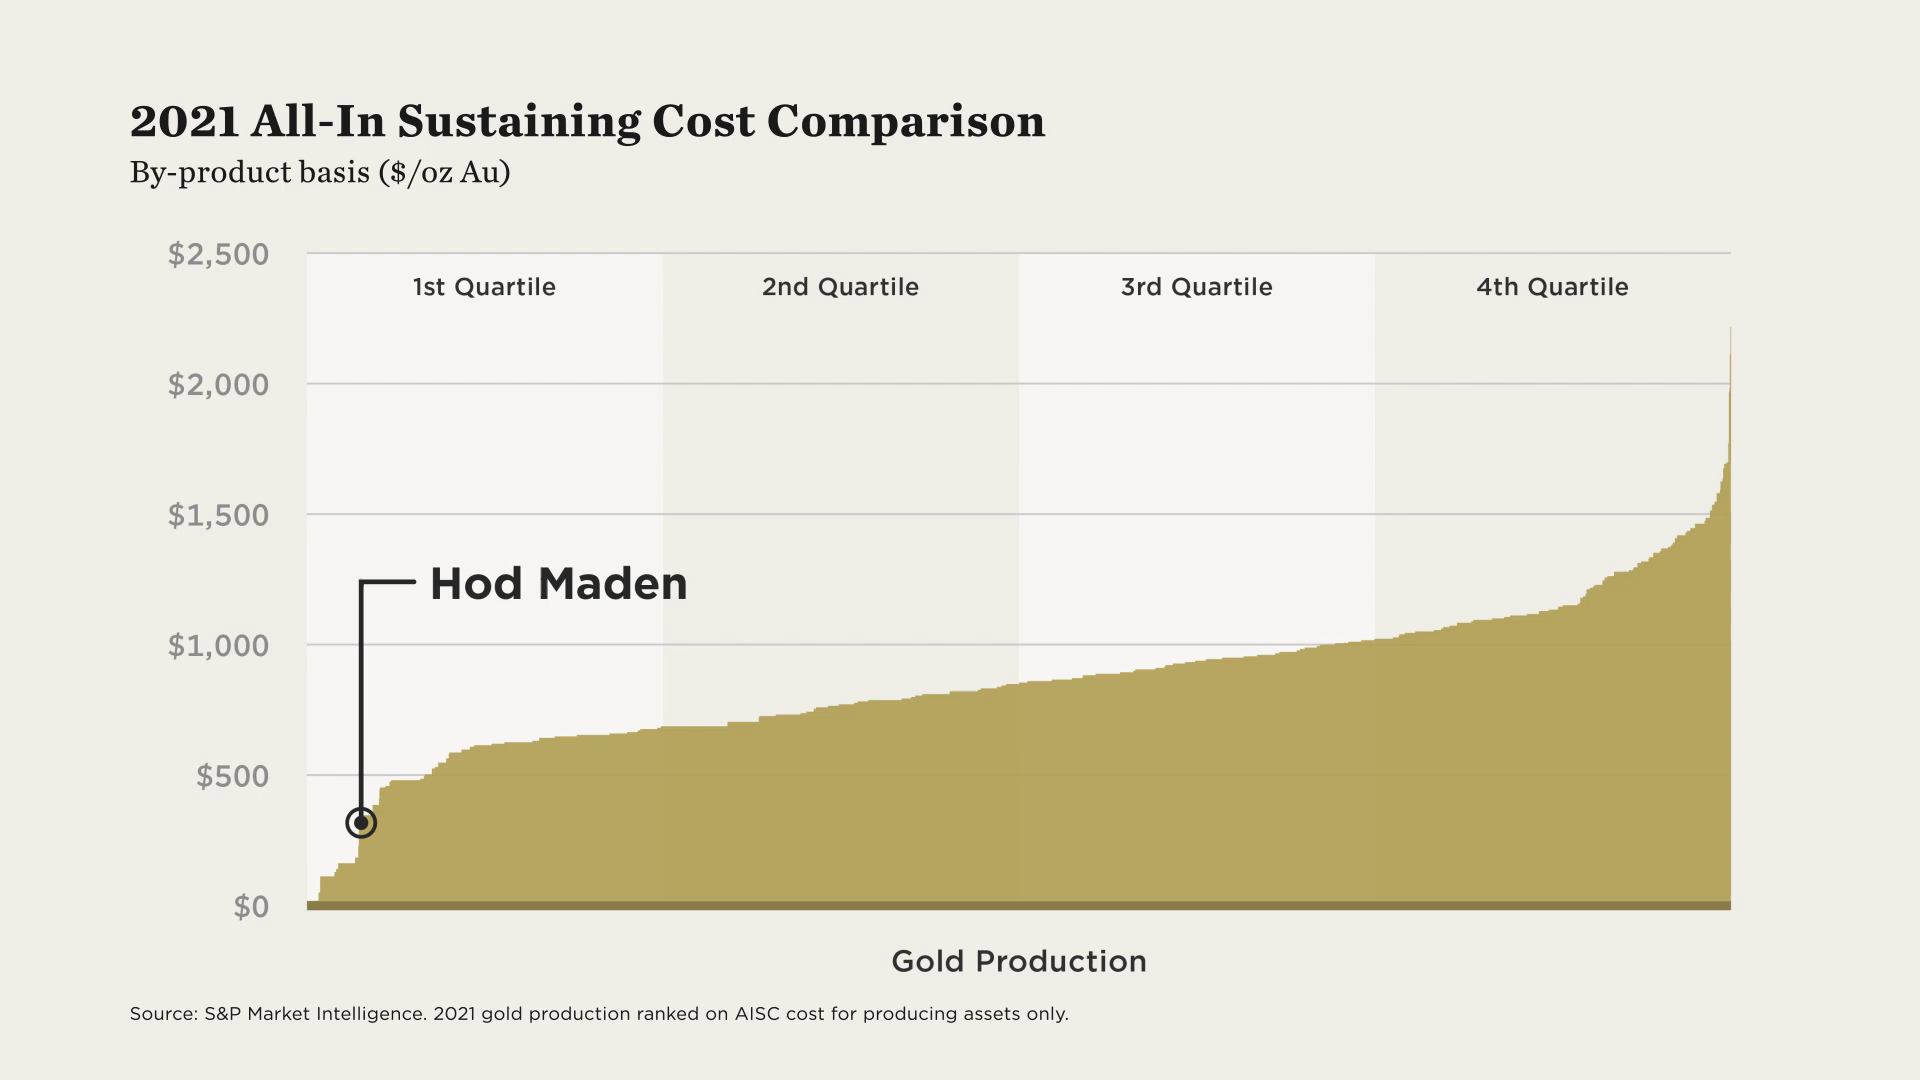 2021 All-In Sustaining Cost Comparison
By-product basis ($/oz Au)
$2,500
1st Quartile
2nd Quartile
3rd Quartile
4th Quartile
$2,000
$1,500
Hod Maden
$1,000
$500
$0
Gold Production
Source: S&P Market Intelligence. 2021 gold production ranked on AISC cost for producing assets only.